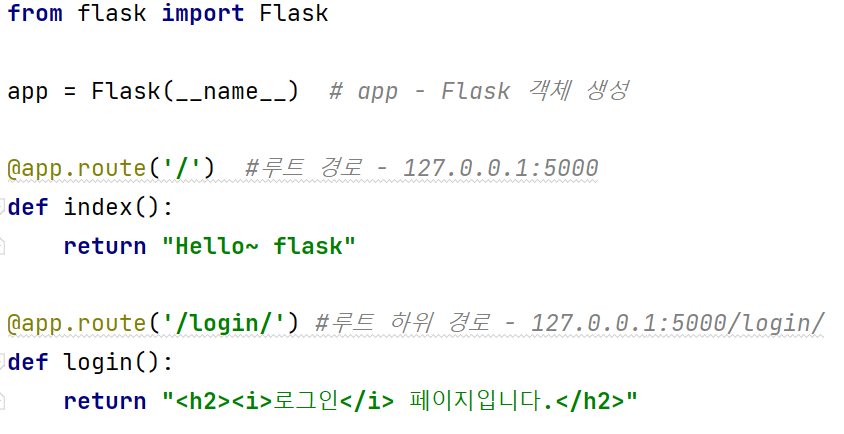 from flask import Flask
app = Flask(__name__)  # app - Flask 객체 생성
@app.route('/')  #루트 경로 - 127.0.0.1:5000
def index():
    return "Hello~ flask"
@app.route('/login/') #루트 하위 경로 - 127.0.0.1:5000/login/
def login():
    return "<h2><i>로그인</i> 페이지입니다.</h2>"